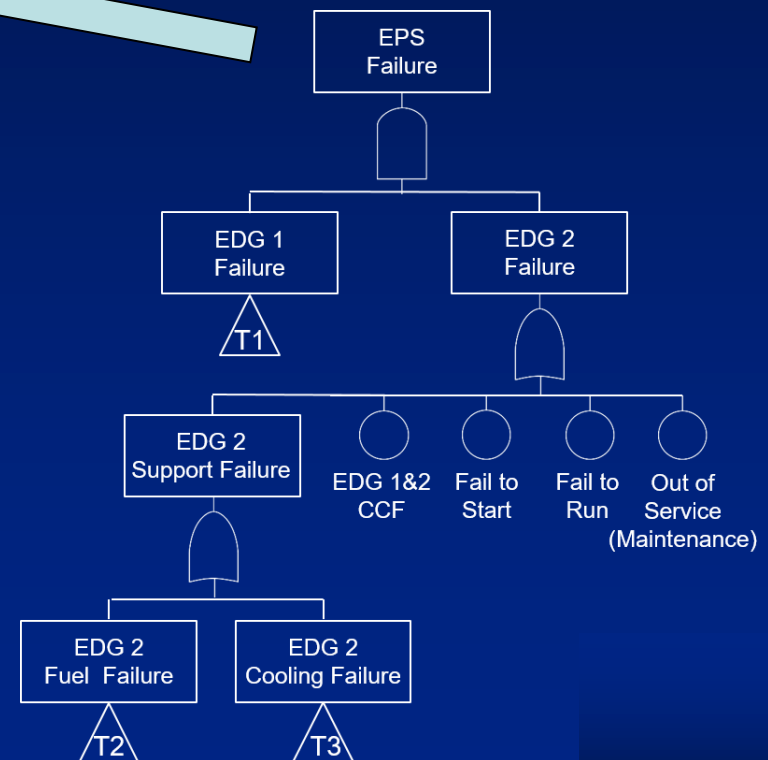 EPS
Failure
EDG 1
Failure
EDG 2
Failure
T1
EDG 2
Support Failure
EDG 1&2
CCF
Fail to
Start
Fail to
Run
Out of
Service
(Maintenance)
EDG 2
Fuel Failure
EDG 2
Cooling Failure
T2
T3